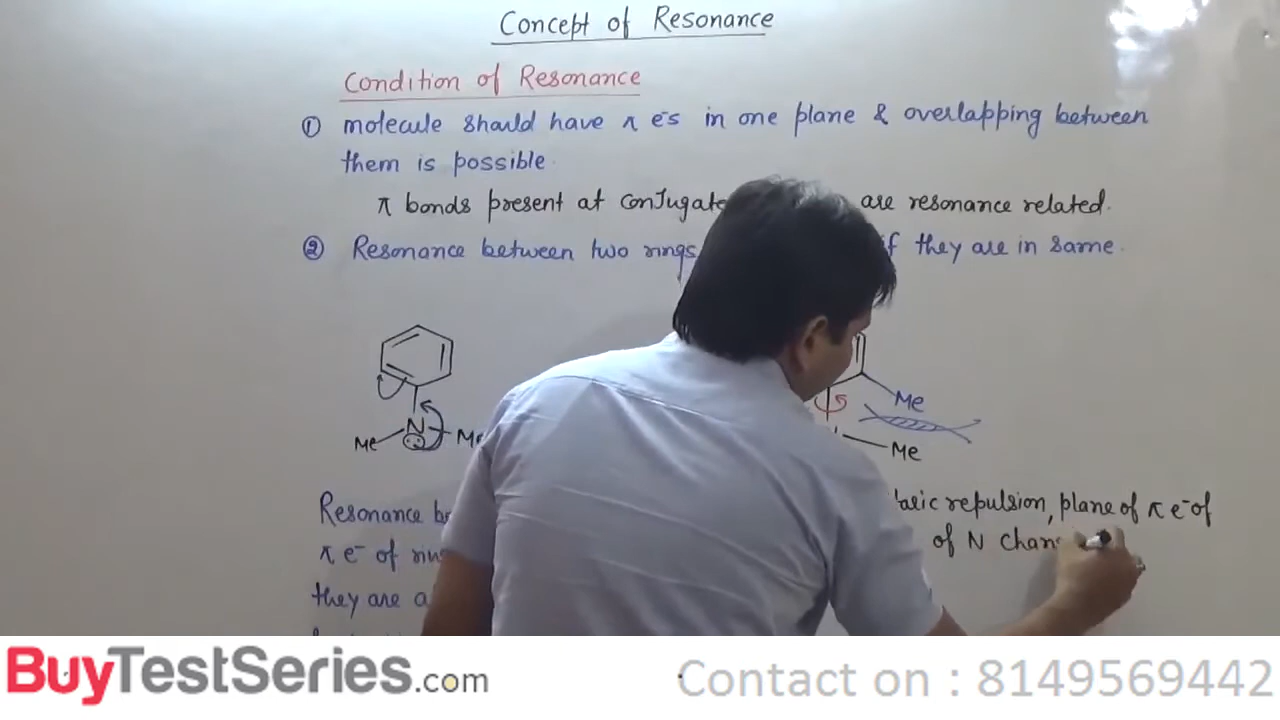 Concept of Resonance
Condition of Resonance
① molecule should have π e⁻s in one plane & overlapping between
them is possible.
π bonds present at conjugate are resonance related.
② Resonance between two rings if they are in same.
Me
N
Me
Me
Me
Resonance repulsion, plane of π e⁻ of
π e⁻ of of N
they are
BuyTestSeries.com
Contact on : 8149569442